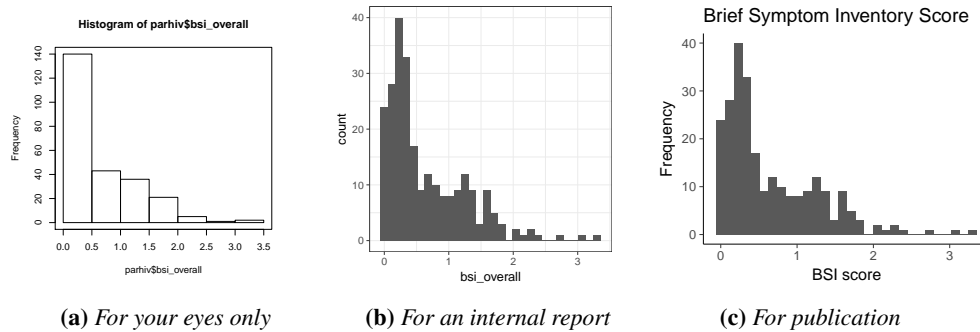 Histogram of parhiv$bsi_overall
Frequency
0 20 40 60 80 100 140
0.0 0.5 1.0 1.5 2.0 2.5 3.0 3.5
parhiv$bsi_overall
(a) For your eyes only
40
30
20
10
0
count
0 1 2 3
bsi_overall
(b) For an internal report
Brief Symptom Inventory Score
40
30
20
10
0
Frequency
0 1 2 3
BSI score
(c) For publication